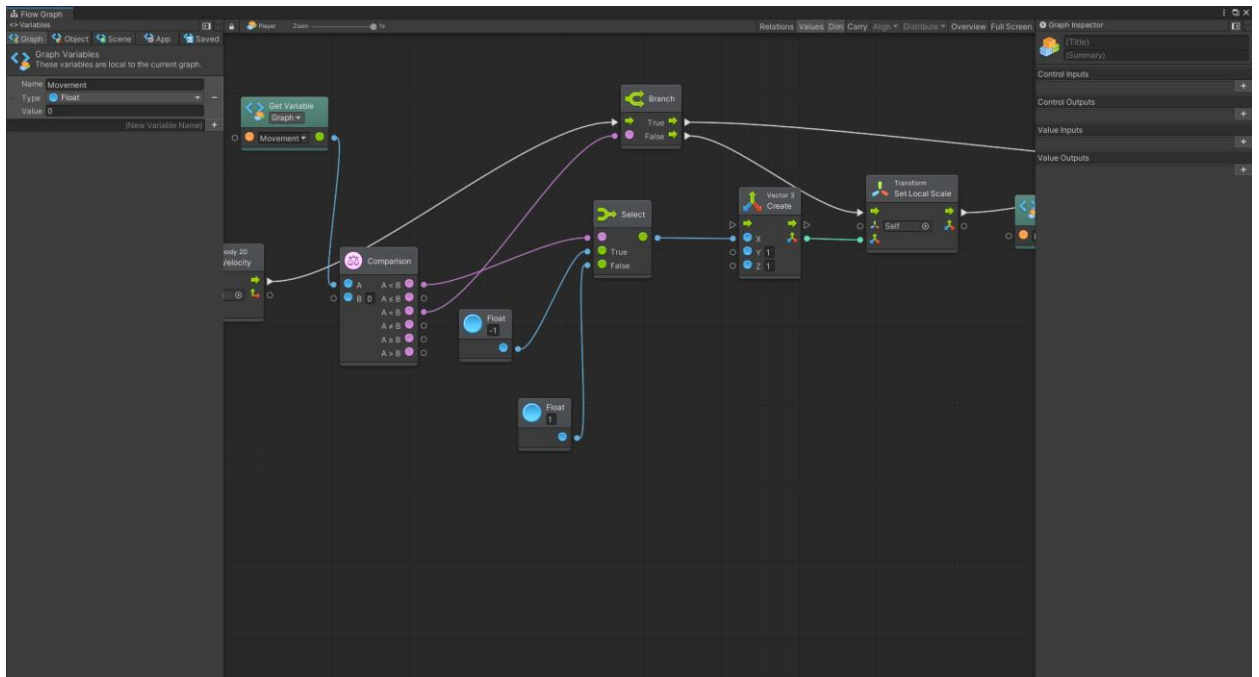 Flow Graph
<> Variables
Graph Object Scene App Saved
Graph Variables
These variables are local to the current graph.
Name Movement
Type Float
Value 0
(New Variable Name)
Player Zoom 1x
Relations Values Dim Carry Align Distribute Overview Full Screen
Get Variable
Graph
Movement
Velocity
Comparison
A A < B
B 0 A ≤ B
A = B
A ≠ B
A ≥ B
A > B
Float
-1
Float
1
Branch
True
False
Select
True
False
Vector 3
Create
X
Y 1
Z 1
Transform
Set Local Scale
Self
Graph Inspector
(Title)
(Summary)
Control Inputs
Control Outputs
Value Inputs
Value Outputs